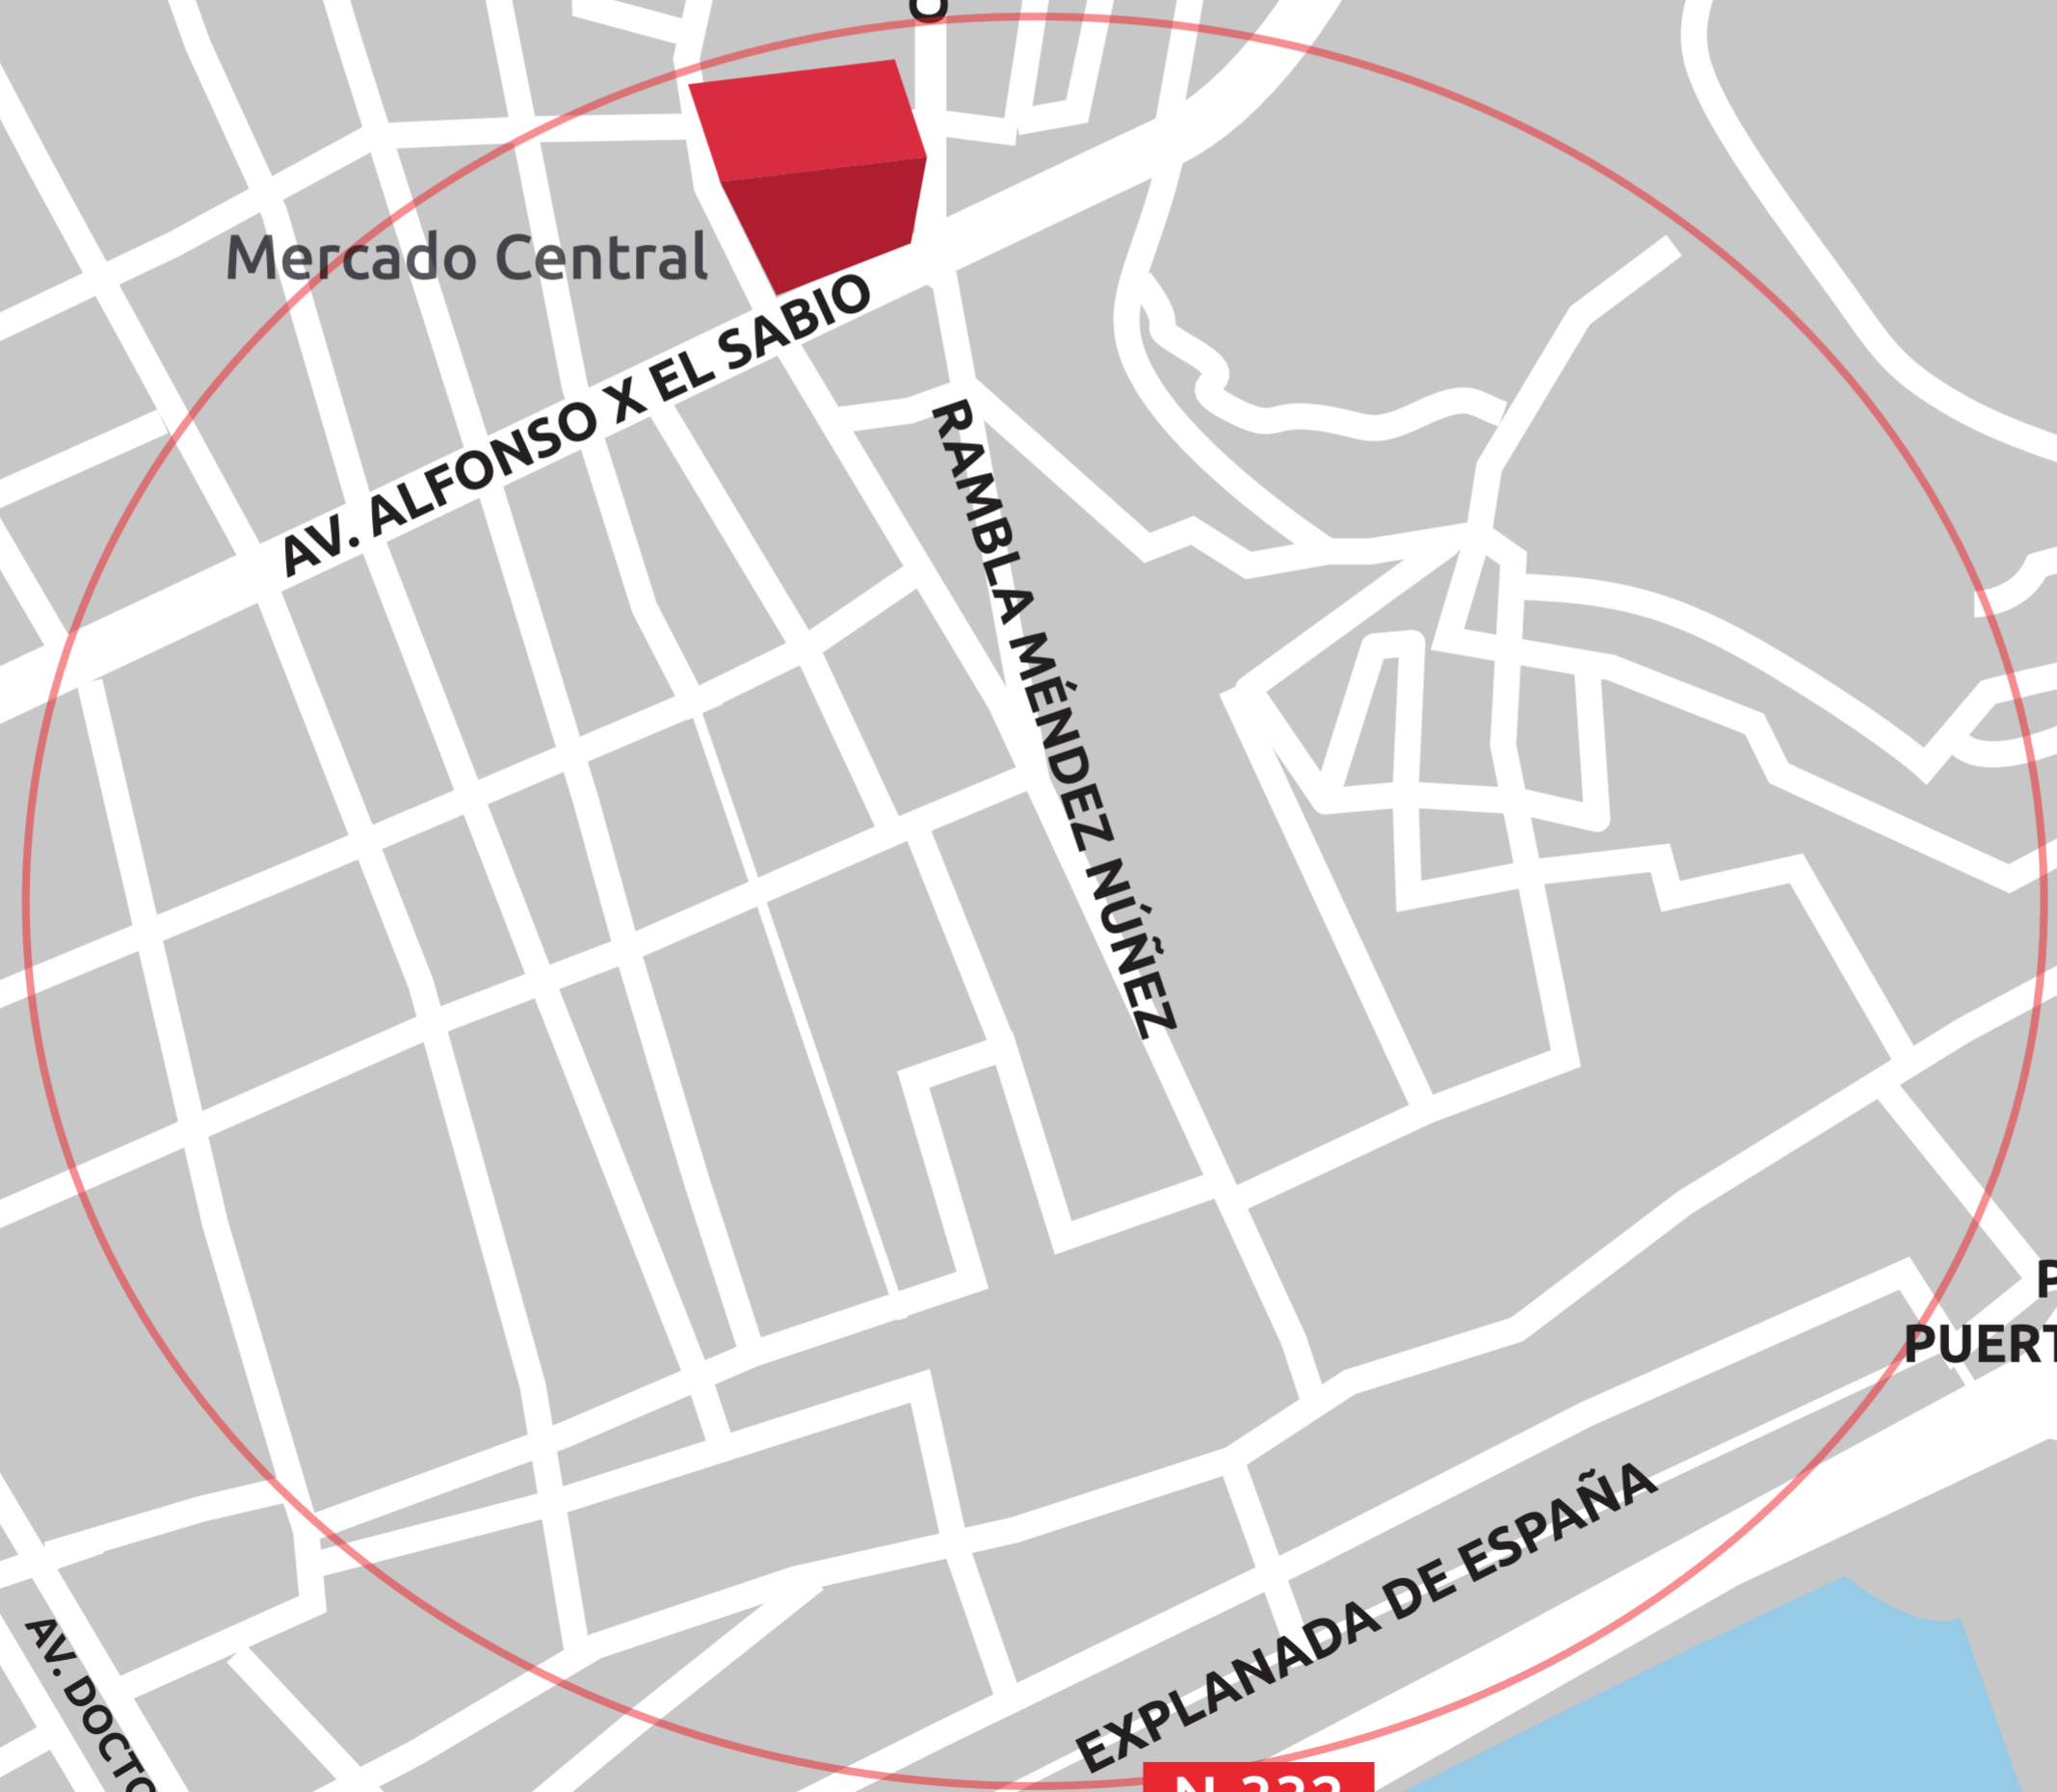 Mercado Central
AV. ALFONSO X EL SABIO
RAMBLA MÉNDEZ NÚÑEZ
EXPLANADA DE ESPAÑA
AV. DOCTO
PUERT